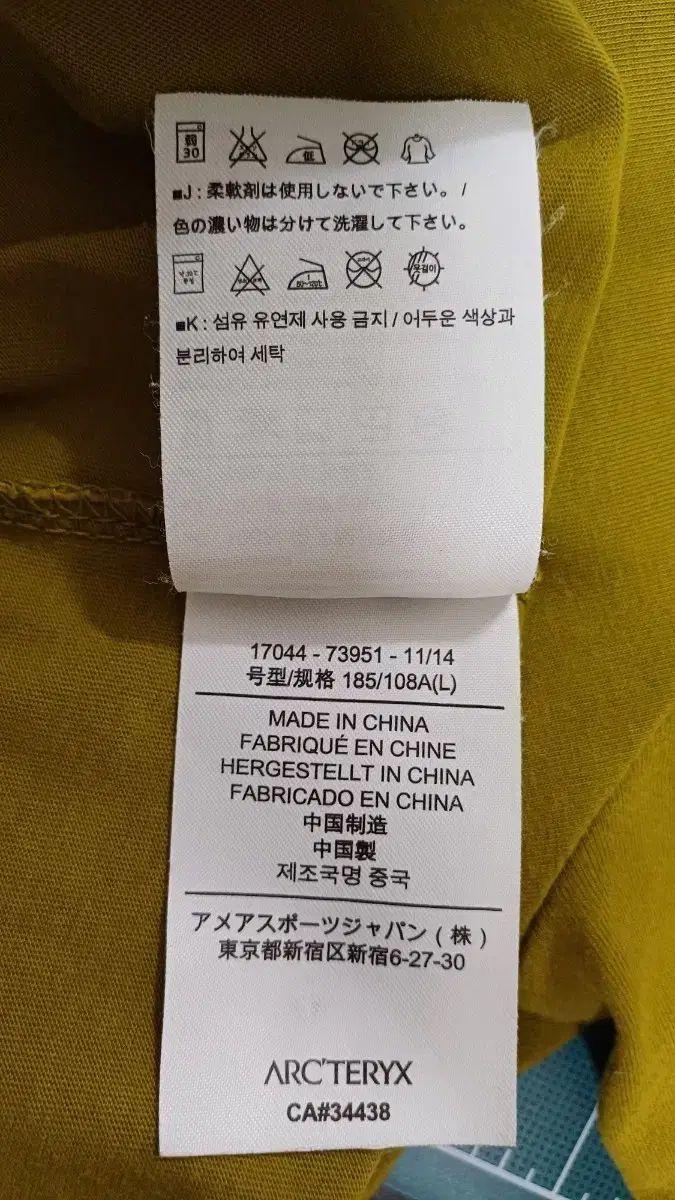 弱
30
低
■J : 柔軟剤は使用しないで下さい。 /
色の濃い物は分けて洗濯して下さい。
옷걸이
■K : 섬유 유연제 사용 금지 / 어두운 색상과
분리하여 세탁
17044 - 73951 - 11/14
号型/规格 185/108A(L)
MADE IN CHINA
FABRIQUÉ EN CHINE
HERGESTELLT IN CHINA
FABRICADO EN CHINA
中国制造
中国製
제조국명 중국
アメアスポーツジャパン ( 株 )
東京都新宿区新宿6-27-30
ARC'TERYX
CA#34438